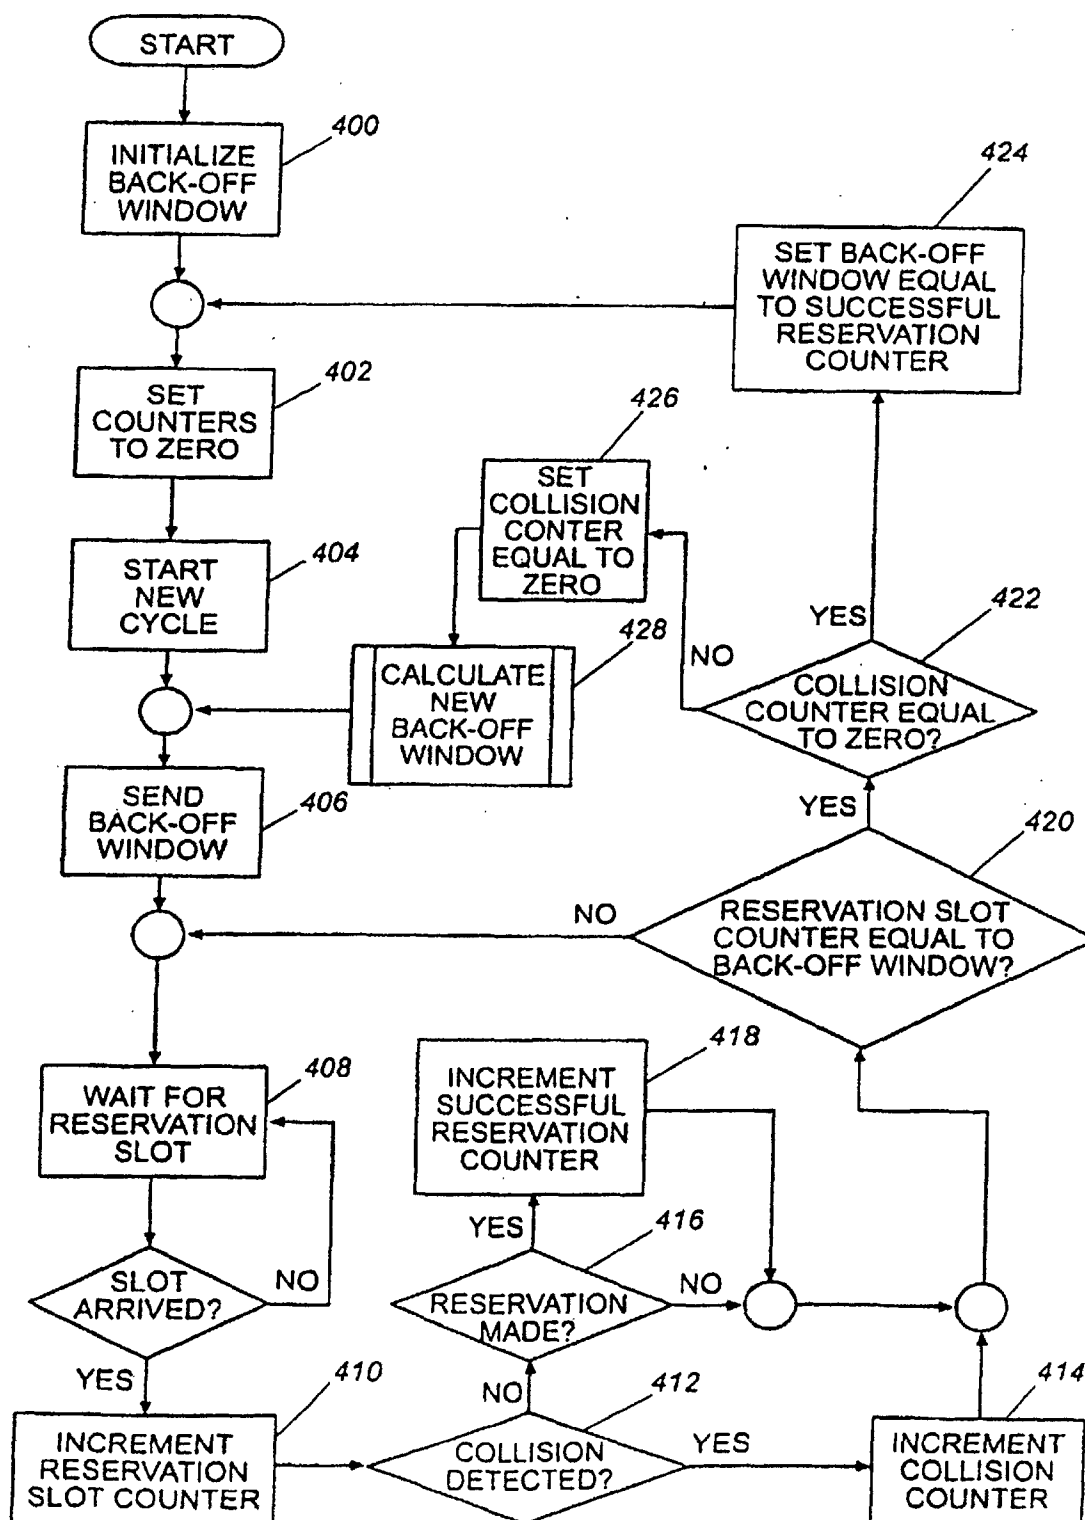 START
400
INITIALIZE
BACK-OFF
WINDOW
424
SET BACK-OFF
WINDOW EQUAL
TO SUCCESSFUL
RESERVATION
COUNTER
402
SET
COUNTERS
TO ZERO
426
SET
COLLISION
CONTER
EQUAL TO
ZERO
404
START
NEW
CYCLE
428
CALCULATE
NEW
BACK-OFF
WINDOW
NO
YES
422
COLLISION
COUNTER EQUAL
TO ZERO?
406
SEND
BACK-OFF
WINDOW
YES
420
NO
RESERVATION SLOT
COUNTER EQUAL TO
BACK-OFF WINDOW?
408
WAIT FOR
RESERVATION
SLOT
418
INCREMENT
SUCCESSFUL
RESERVATION
COUNTER
SLOT
ARRIVED?
NO
YES
416
RESERVATION
MADE?
NO
YES
410
INCREMENT
RESERVATION
SLOT COUNTER
NO
412
COLLISION
DETECTED?
YES
414
INCREMENT
COLLISION
COUNTER